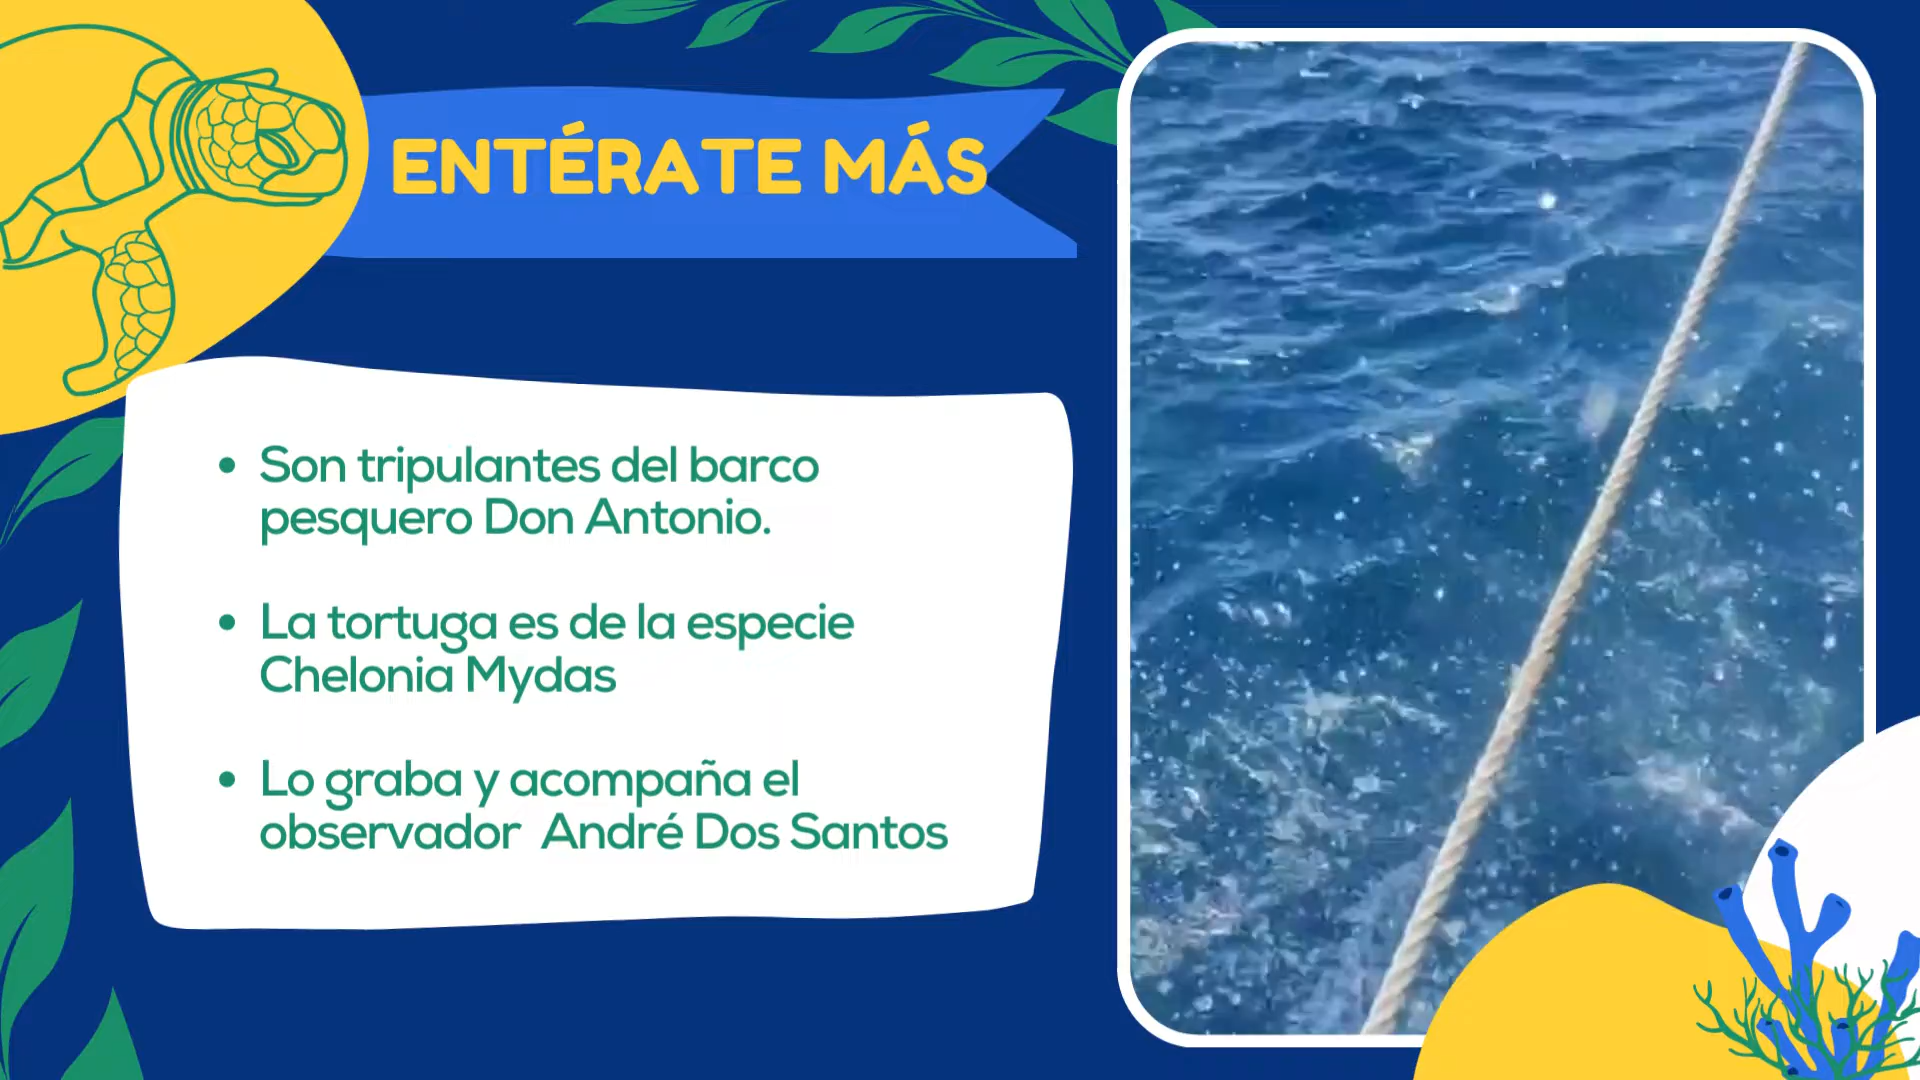 ENTÉRATE MÁS
• Son tripulantes del barco
pesquero Don Antonio.
• La tortuga es de la especie
Chelonia Mydas
• Lo graba y acompaña el
observador  André Dos Santos